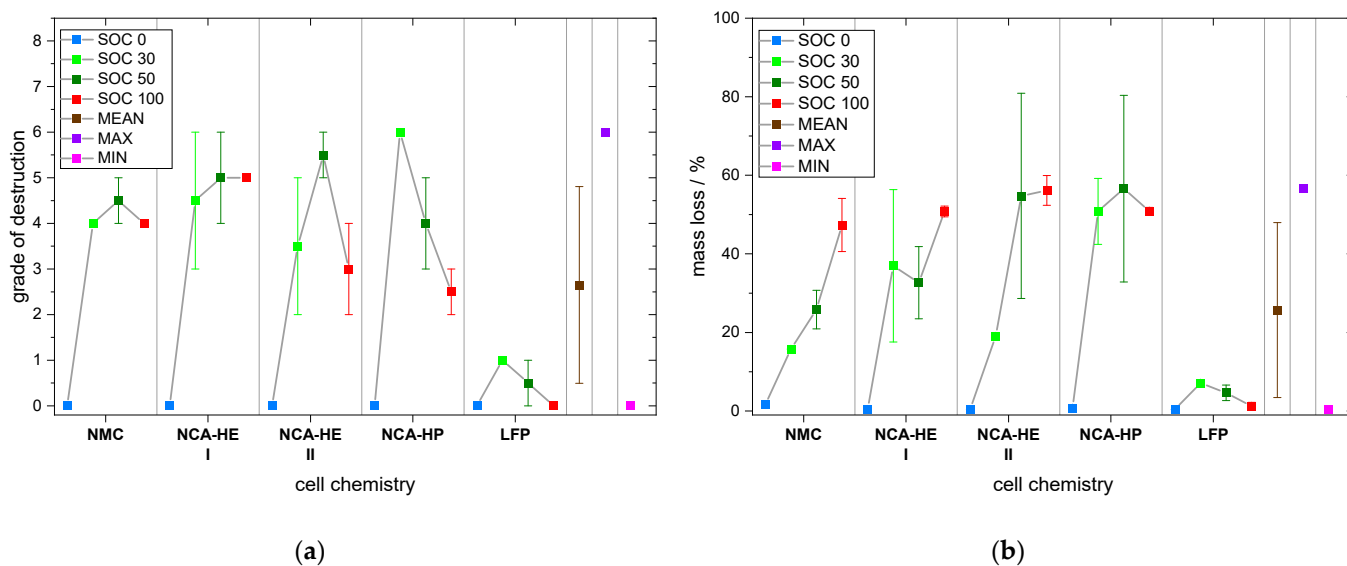 8
7
6
5
4
3
2
1
0
grade of destruction
SOC 0
SOC 30
SOC 50
SOC 100
MEAN
MAX
MIN
NMC
NCA-HE
I
NCA-HE
II
NCA-HP
LFP
cell chemistry
(a)
100
80
60
40
20
0
mass loss / %
SOC 0
SOC 30
SOC 50
SOC 100
MEAN
MAX
MIN
NMC
NCA-HE
I
NCA-HE
II
NCA-HP
LFP
cell chemistry
(b)